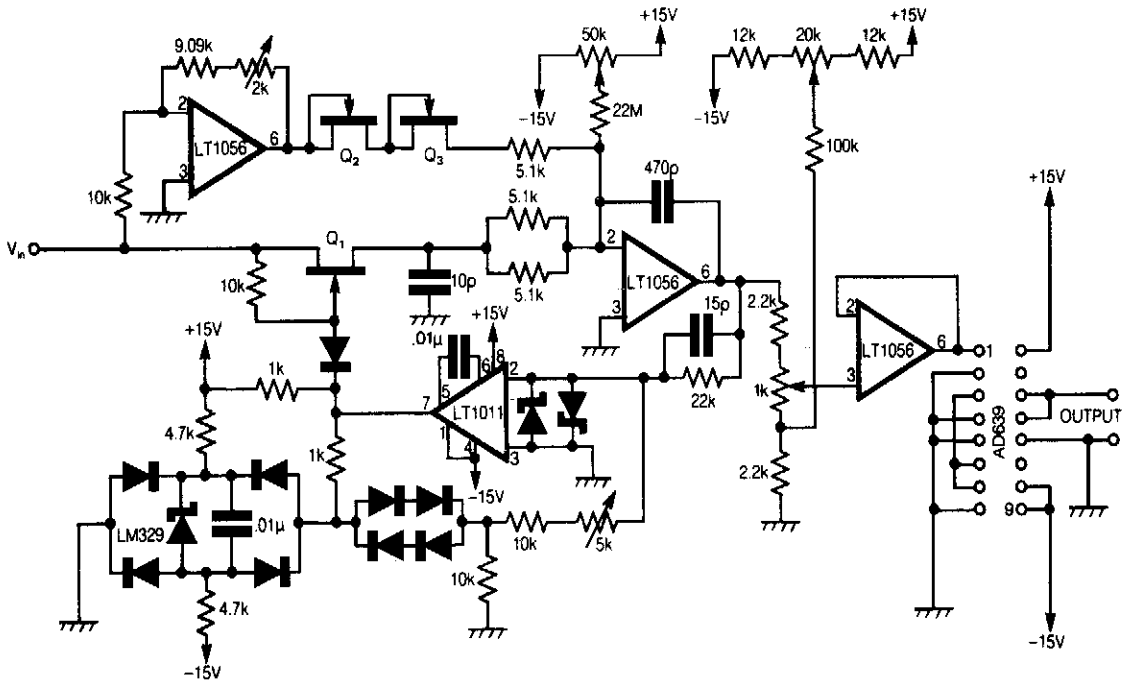 +15V
+15V
9.09k
50k
12k
20k
12k
2k
2
6
LT1056
3
-15V
22M
-15V
Q2
Q3
5.1k
100k
470p
+15V
10k
5.1k
Vin
Q1
2
6
LT1056
3
10k
10p
5.1k
2.2k
15p
2
6
LT1056
3
1
+15V
.01µ
+15V
1k
8
6
2
5
7
LT1011
1
4
3
22k
1k
AD639
OUTPUT
4.7k
1k
-15V
2.2k
LM329
.01µ
10k
5k
9
10k
4.7k
-15V
-15V